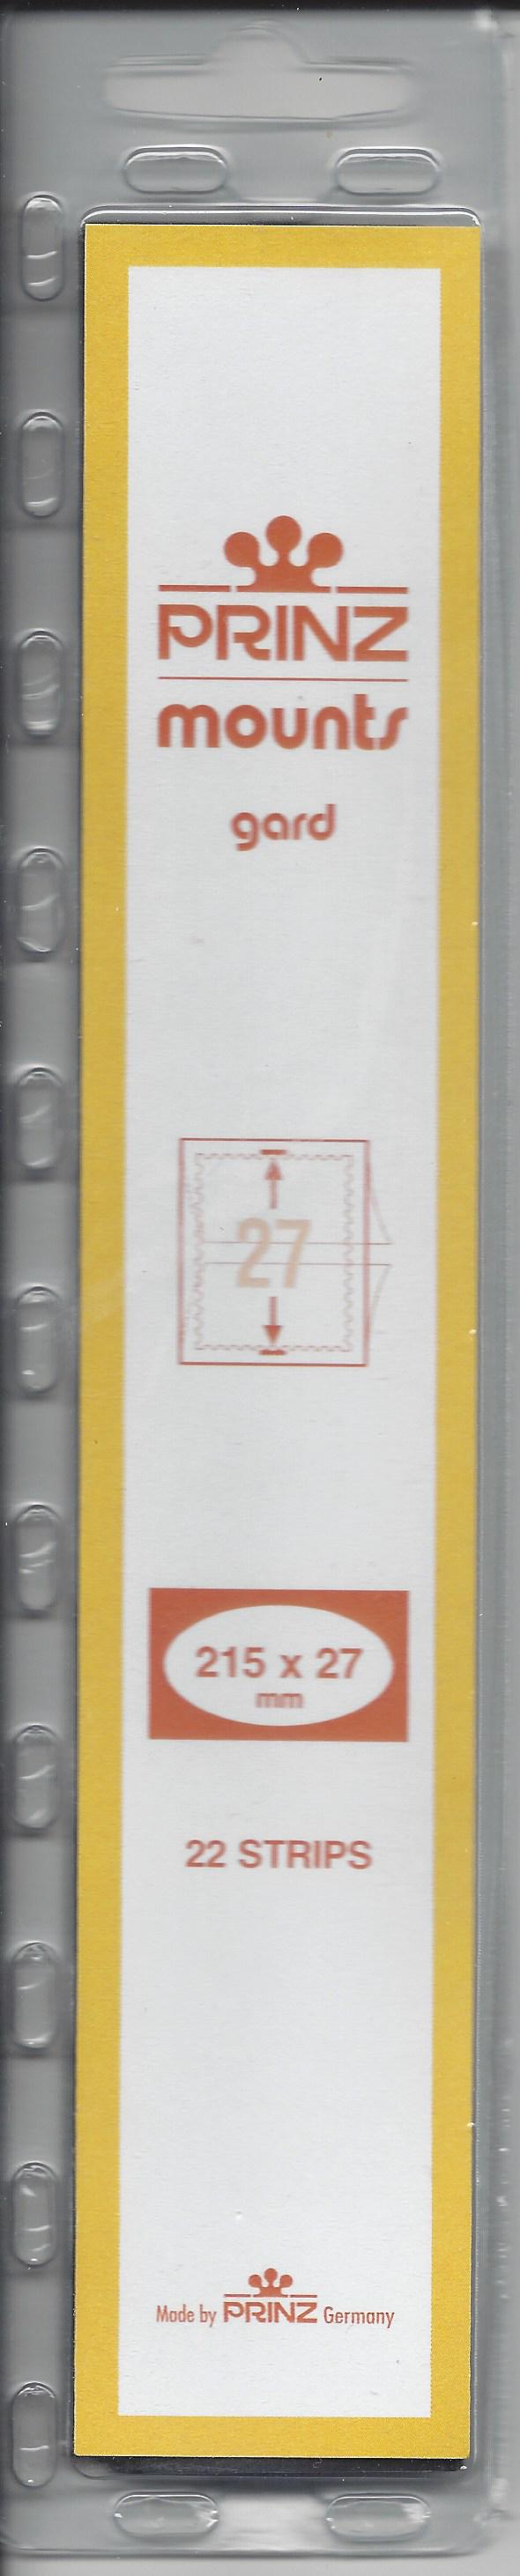 PRINZ
mounts
gard
27
215 x 27
mm
22 STRIPS
Made by PRINZ Germany